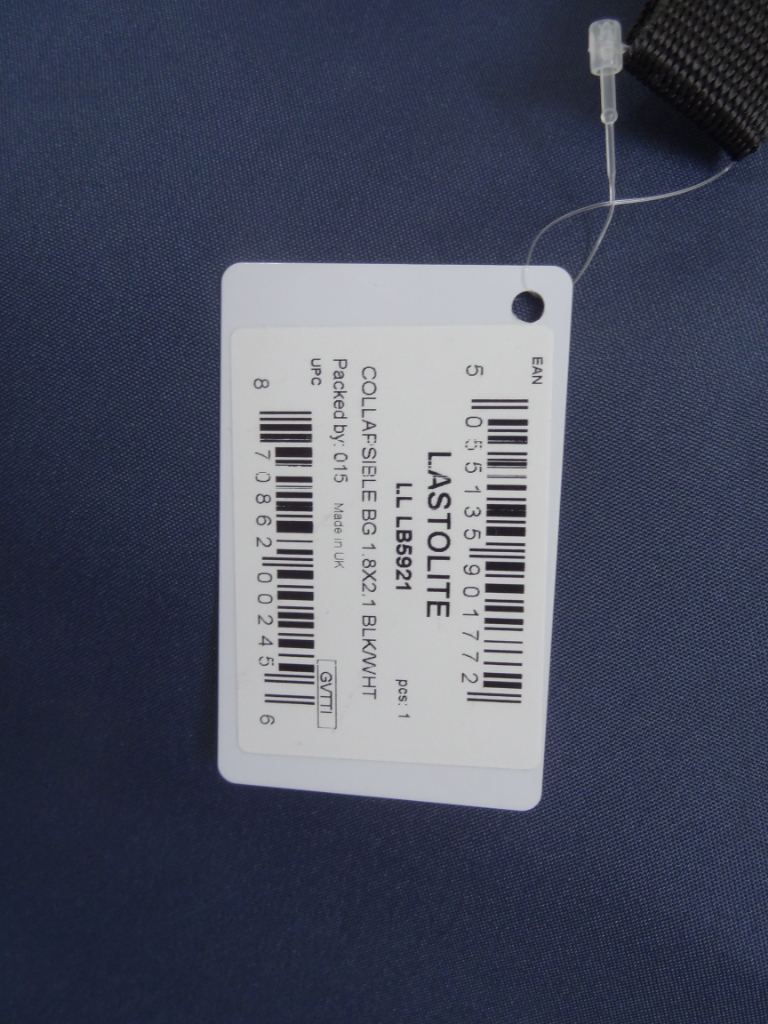 EAN
5 055135 901772
LASTOLITE
LL LB5921 pcs: 1
COLLAPSIBLE BG 1.8X2.1 BLK/WHT
Packed by: 015 Made in UK
GVTTI
UPC
8 70862 00245 6